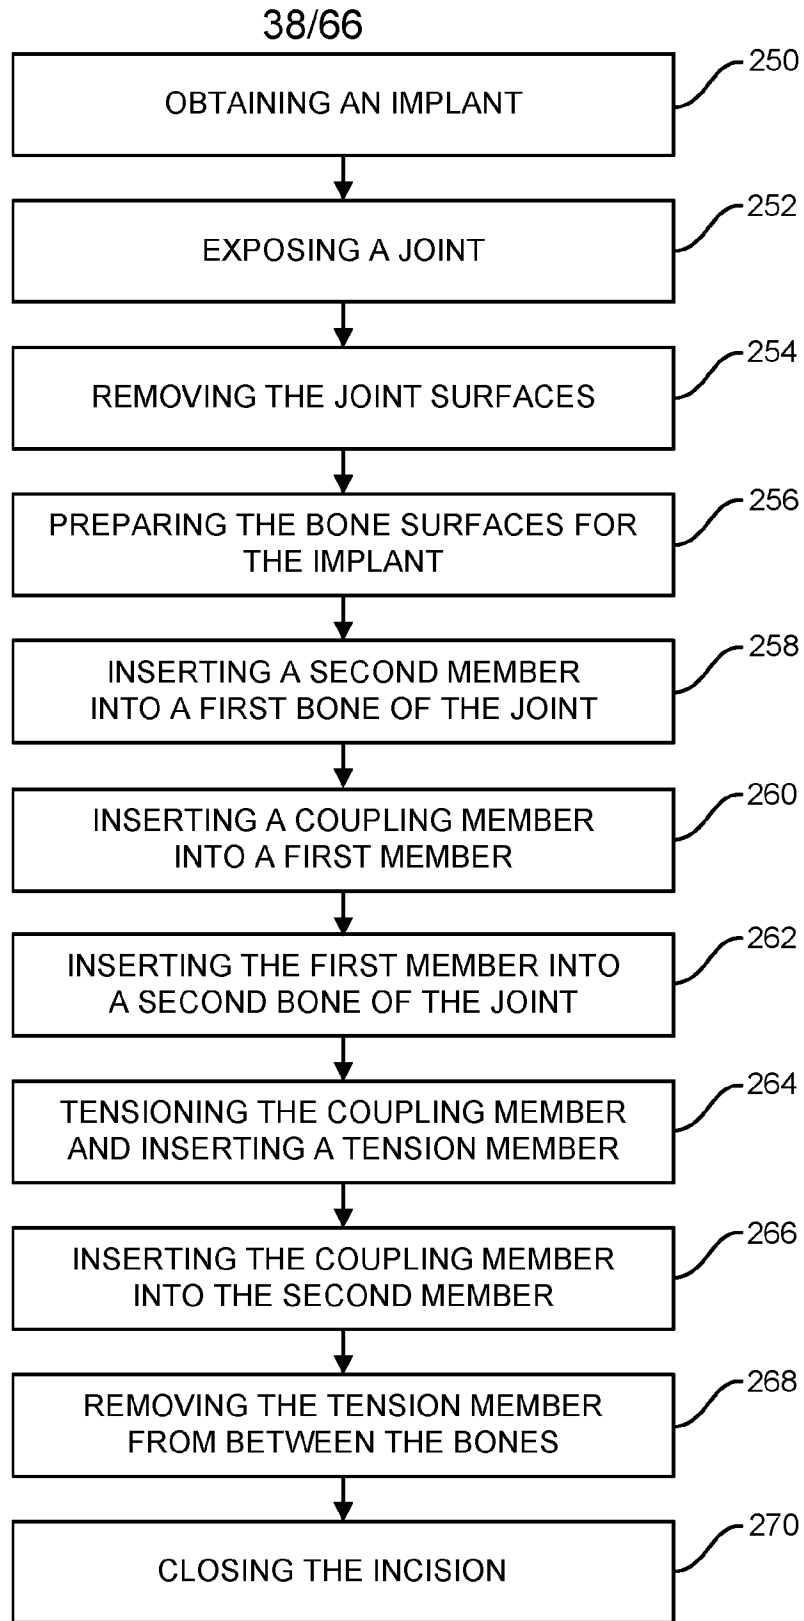 38/66
250
OBTAINING AN IMPLANT
252
EXPOSING A JOINT
254
REMOVING THE JOINT SURFACES
256
PREPARING THE BONE SURFACES FOR
THE IMPLANT
258
INSERTING A SECOND MEMBER
INTO A FIRST BONE OF THE JOINT
260
INSERTING A COUPLING MEMBER
INTO A FIRST MEMBER
262
INSERTING THE FIRST MEMBER INTO
A SECOND BONE OF THE JOINT
264
TENSIONING THE COUPLING MEMBER
AND INSERTING A TENSION MEMBER
266
INSERTING THE COUPLING MEMBER
INTO THE SECOND MEMBER
268
REMOVING THE TENSION MEMBER
FROM BETWEEN THE BONES
270
CLOSING THE INCISION